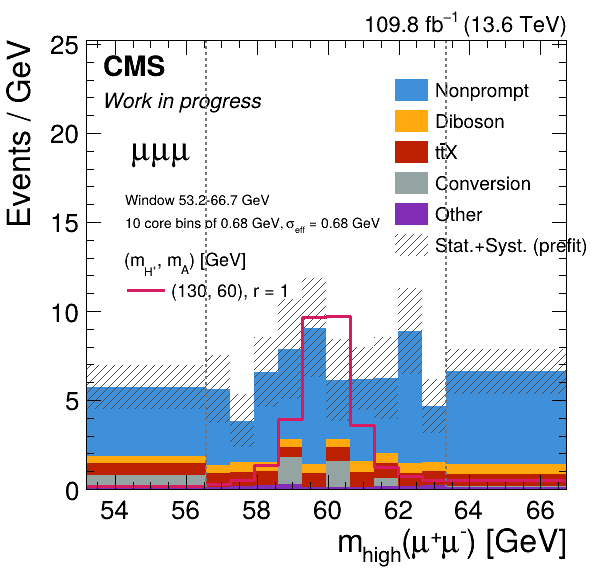 109.8 fb⁻¹ (13.6 TeV)
Events / GeV
25
20
15
10
5
0
CMS
Work in progress
μμμ
Window 53.2-66.7 GeV
10 core bins of 0.68 GeV, σ_eff = 0.68 GeV
(m_H⁺, m_A) [GeV]
(130, 60), r = 1
Nonprompt
Diboson
tt̄X
Conversion
Other
Stat.+Syst. (prefit)
54 56 58 60 62 64 66
m_high(μ⁺μ⁻) [GeV]